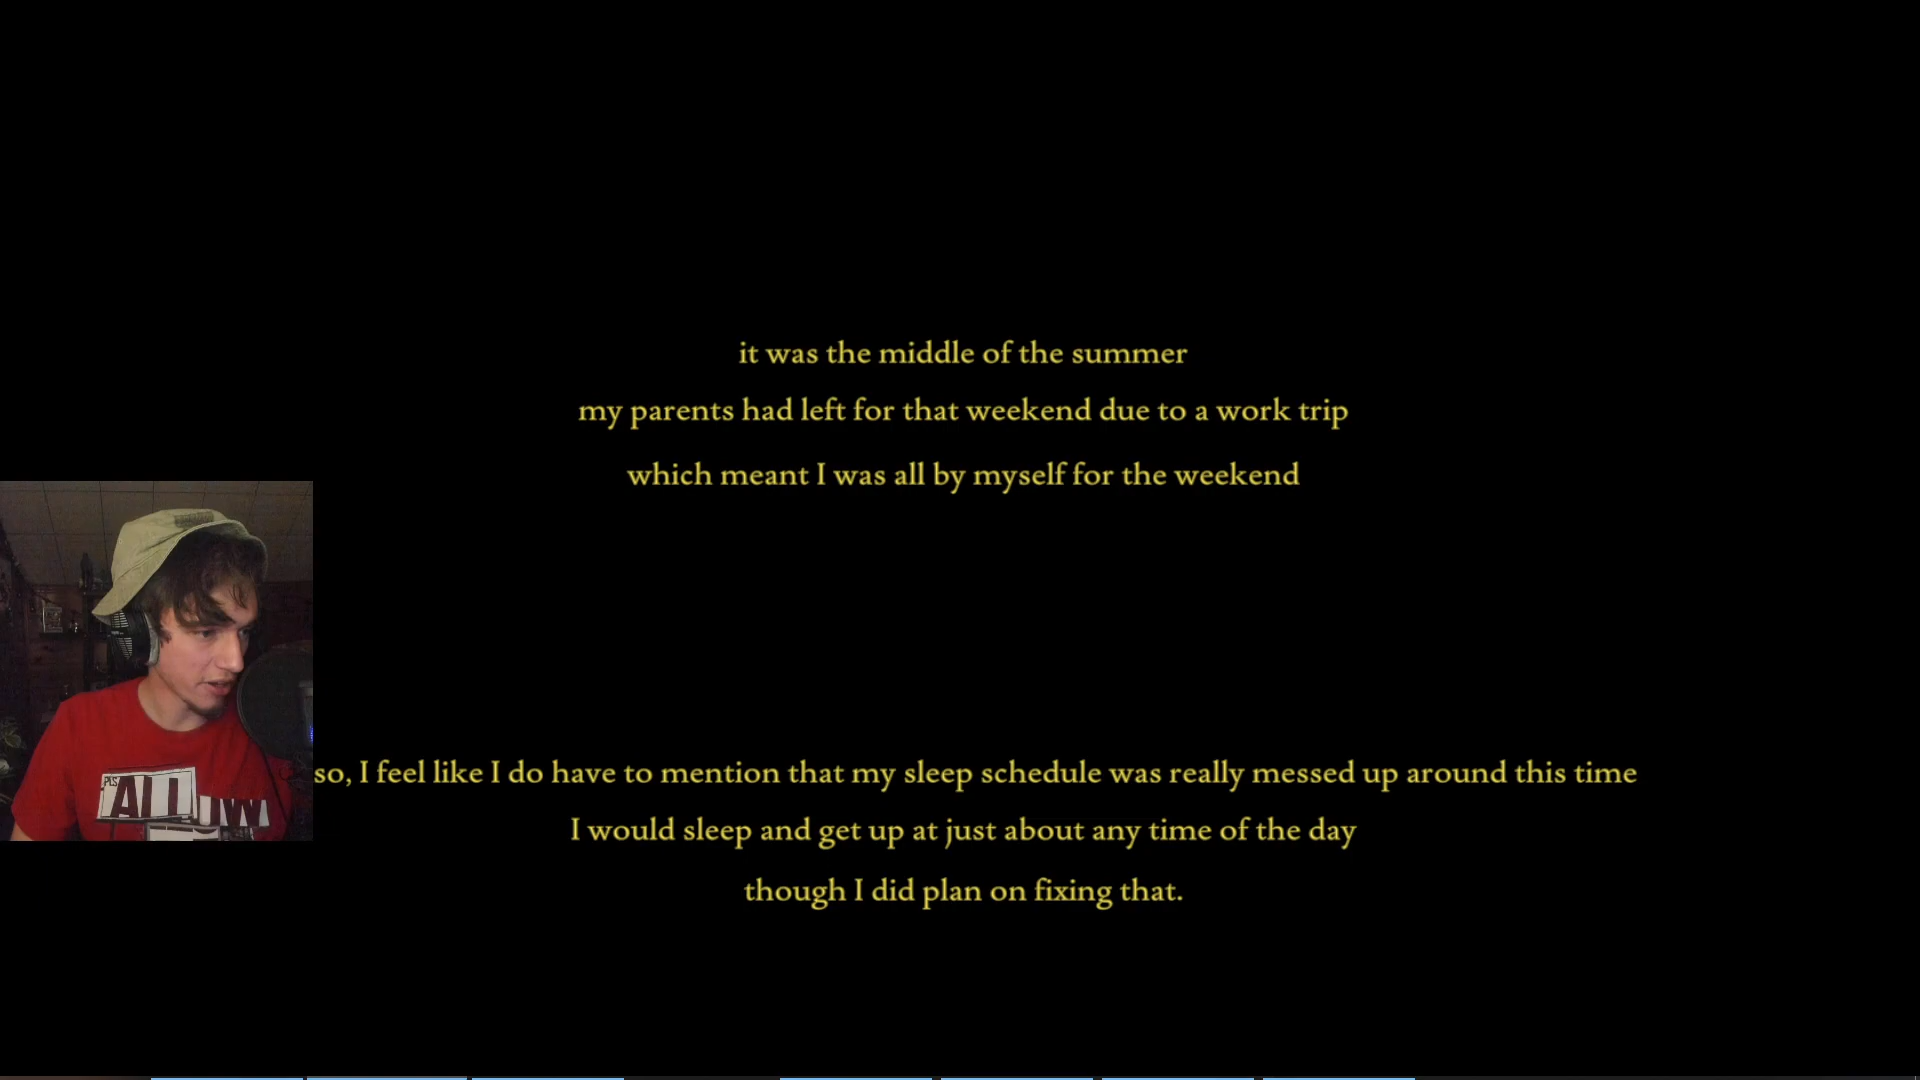 it was the middle of the summer
my parents had left for that weekend due to a work trip
which meant I was all by myself for the weekend
so, I feel like I do have to mention that my sleep schedule was really messed up around this time
I would sleep and get up at just about any time of the day
though I did plan on fixing that.
PLS
ALL